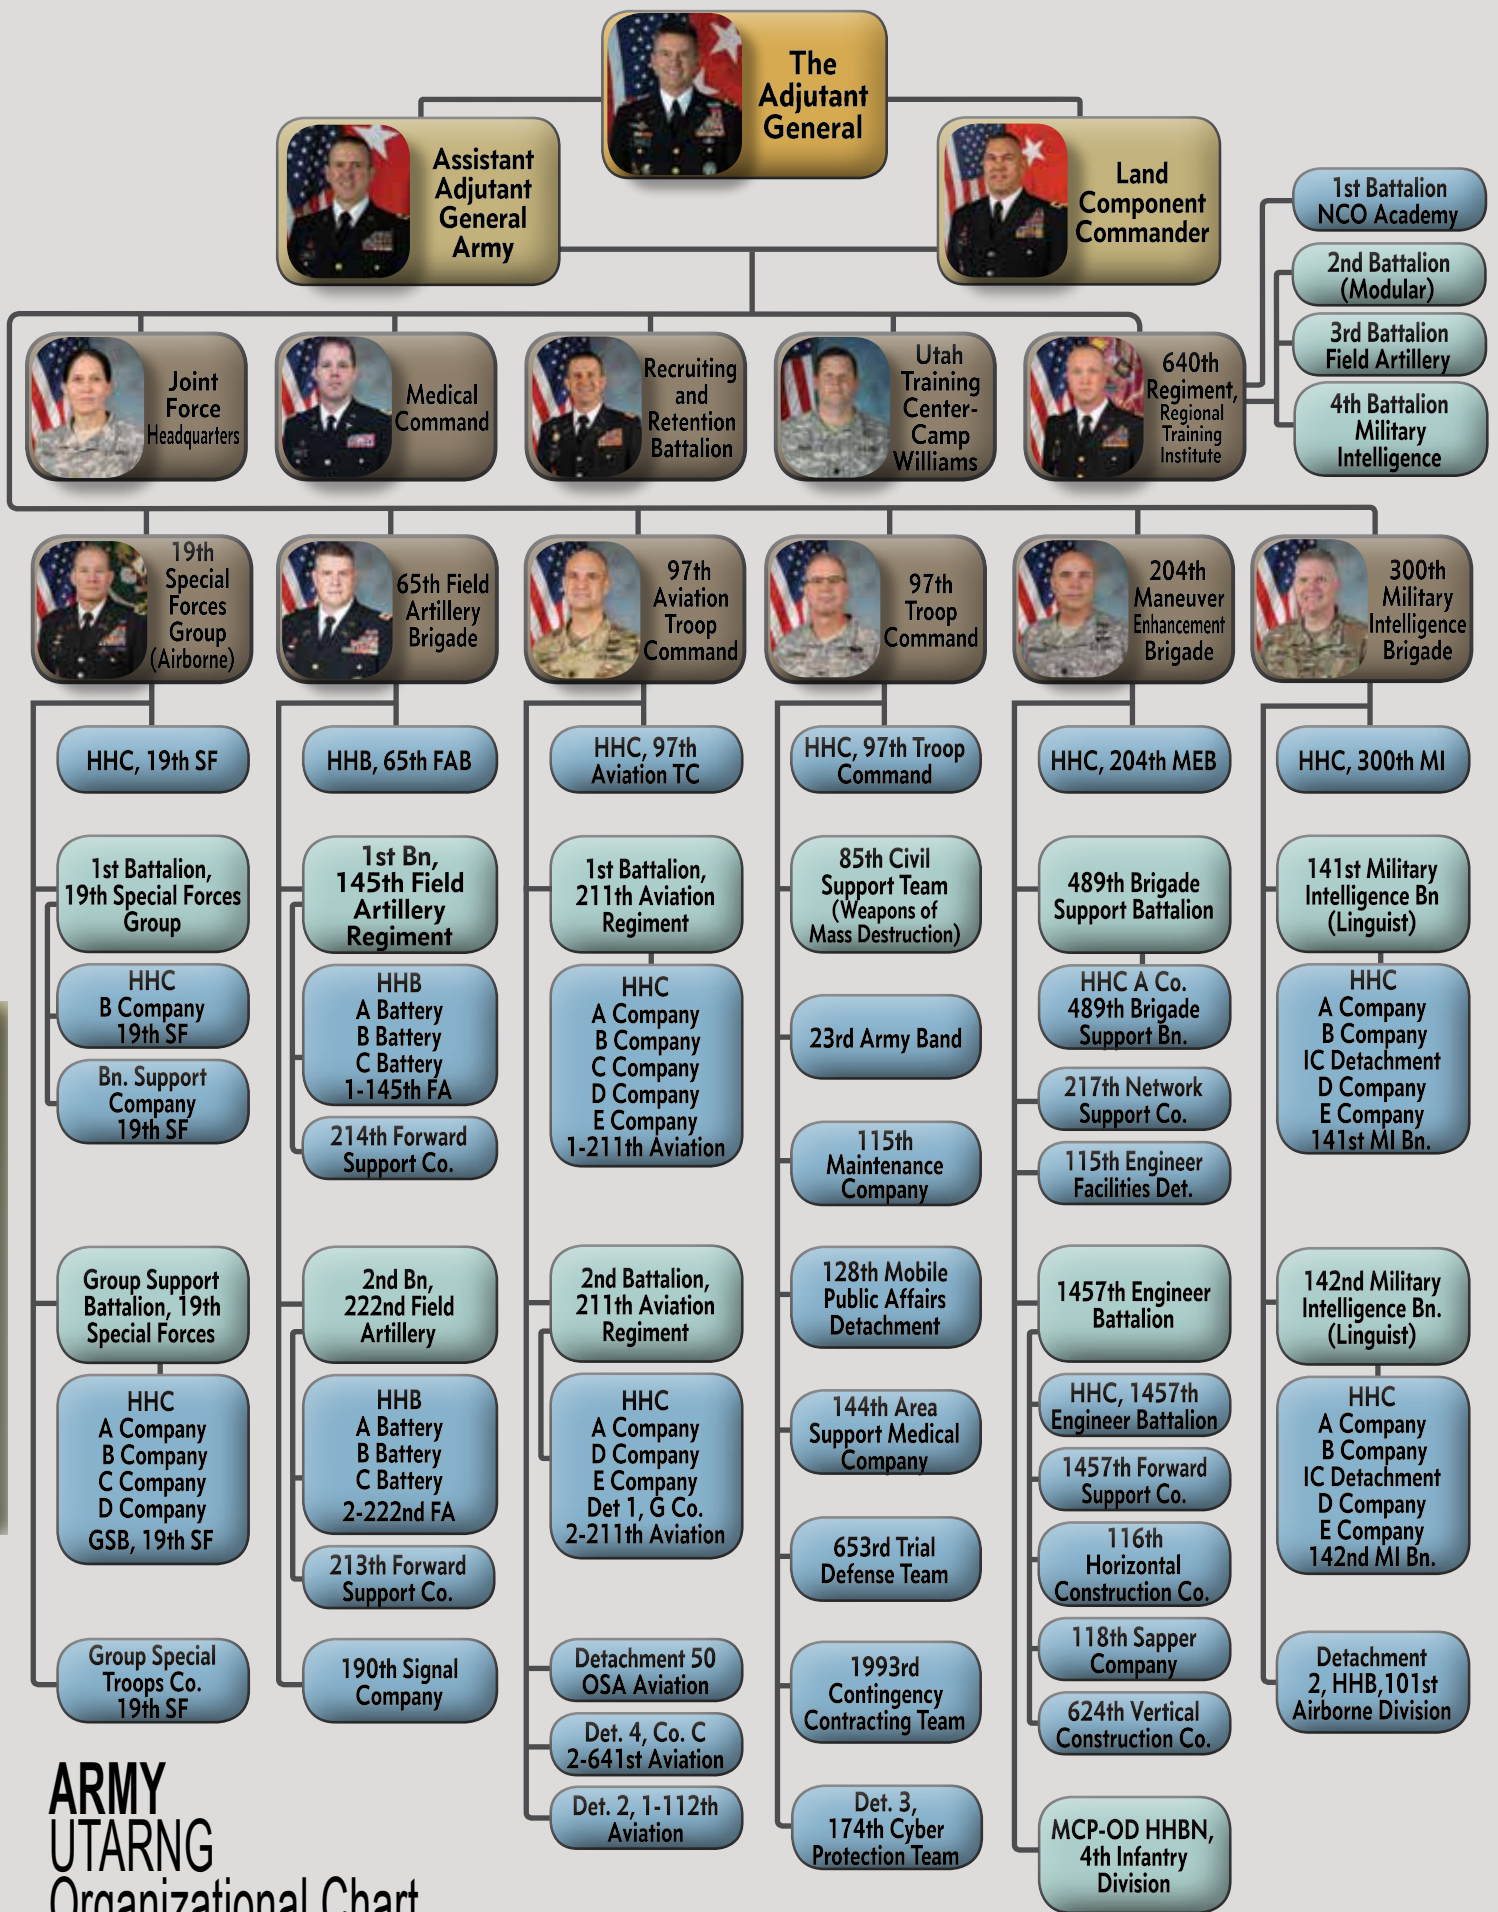 The
Adjutant
General
Assistant
Adjutant
General
Army
Land
Component
Commander
1st Battalion
NCO Academy
2nd Battalion
(Modular)
3rd Battalion
Field Artillery
4th Battalion
Military
Intelligence
Joint
Force
Headquarters
Medical
Command
Recruiting
and
Retention
Battalion
Utah
Training
Center-
Camp
Williams
640th
Regiment,
Regional
Training
Institute
19th
Special
Forces
Group
(Airborne)
65th Field
Artillery
Brigade
97th
Aviation
Troop
Command
97th
Troop
Command
204th
Maneuver
Enhancement
Brigade
300th
Military
Intelligence
Brigade
HHC, 19th SF
1st Battalion,
19th Special Forces
Group
HHC
B Company
19th SF
Bn. Support
Company
19th SF
Group Support
Battalion, 19th
Special Forces
HHC
A Company
B Company
C Company
D Company
GSB, 19th SF
Group Special
Troops Co.
19th SF
HHB, 65th FAB
1st Bn,
145th Field
Artillery
Regiment
HHB
A Battery
B Battery
C Battery
1-145th FA
214th Forward
Support Co.
2nd Bn,
222nd Field
Artillery
HHB
A Battery
B Battery
C Battery
2-222nd FA
213th Forward
Support Co.
190th Signal
Company
HHC, 97th
Aviation TC
1st Battalion,
211th Aviation
Regiment
HHC
A Company
B Company
C Company
D Company
E Company
1-211th Aviation
2nd Battalion,
211th Aviation
Regiment
HHC
A Company
D Company
E Company
Det 1, G Co.
2-211th Aviation
Detachment 50
OSA Aviation
Det. 4, Co. C
2-641st Aviation
Det. 2, 1-112th
Aviation
HHC, 97th Troop
Command
85th Civil
Support Team
(Weapons of
Mass Destruction)
23rd Army Band
115th
Maintenance
Company
128th Mobile
Public Affairs
Detachment
144th Area
Support Medical
Company
653rd Trial
Defense Team
1993rd
Contingency
Contracting Team
Det. 3,
174th Cyber
Protection Team
HHC, 204th MEB
489th Brigade
Support Battalion
HHC A Co.
489th Brigade
Support Bn.
217th Network
Support Co.
115th Engineer
Facilities Det.
1457th Engineer
Battalion
HHC, 1457th
Engineer Battalion
1457th Forward
Support Co.
116th
Horizontal
Construction Co.
118th Sapper
Company
624th Vertical
Construction Co.
MCP-OD HHBN,
4th Infantry
Division
HHC, 300th MI
141st Military
Intelligence Bn
(Linguist)
HHC
A Company
B Company
IC Detachment
D Company
E Company
141st MI Bn.
142nd Military
Intelligence Bn.
(Linguist)
HHC
A Company
B Company
IC Detachment
D Company
E Company
142nd MI Bn.
Detachment
2, HHB,101st
Airborne Division
ARMY
UTARNG
Organizational Chart